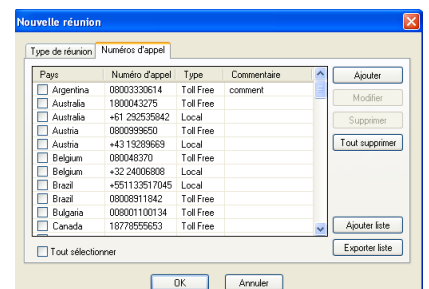 Nouvelle réunion
Type de réunion Numéros d'appel
Pays Numéro d'appel Type Commentaire
Argentina 08003330614 Toll Free comment
Australia 1800043275 Toll Free
Australia +61 292535842 Local
Austria 0800999650 Toll Free
Austria +43 19289669 Local
Belgium 080048370 Toll Free
Belgium +32 24006808 Local
Brazil +551133517045 Local
Brazil 08008911842 Toll Free
Bulgaria 008001100134 Toll Free
Canada 18778555653 Toll Free
Tout sélectionner
Ajouter
Modifier
Supprimer
Tout supprimer
Ajouter liste
Exporter liste
OK Annuler